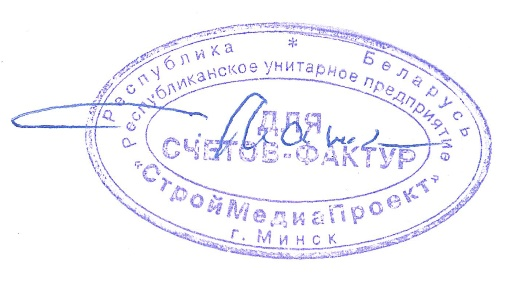 Республика * Беларусь
Республиканское унитарное предприятие
ДЛЯ
СЧЕТОВ-ФАКТУР
«СтройМедиаПроект»
г. Минск